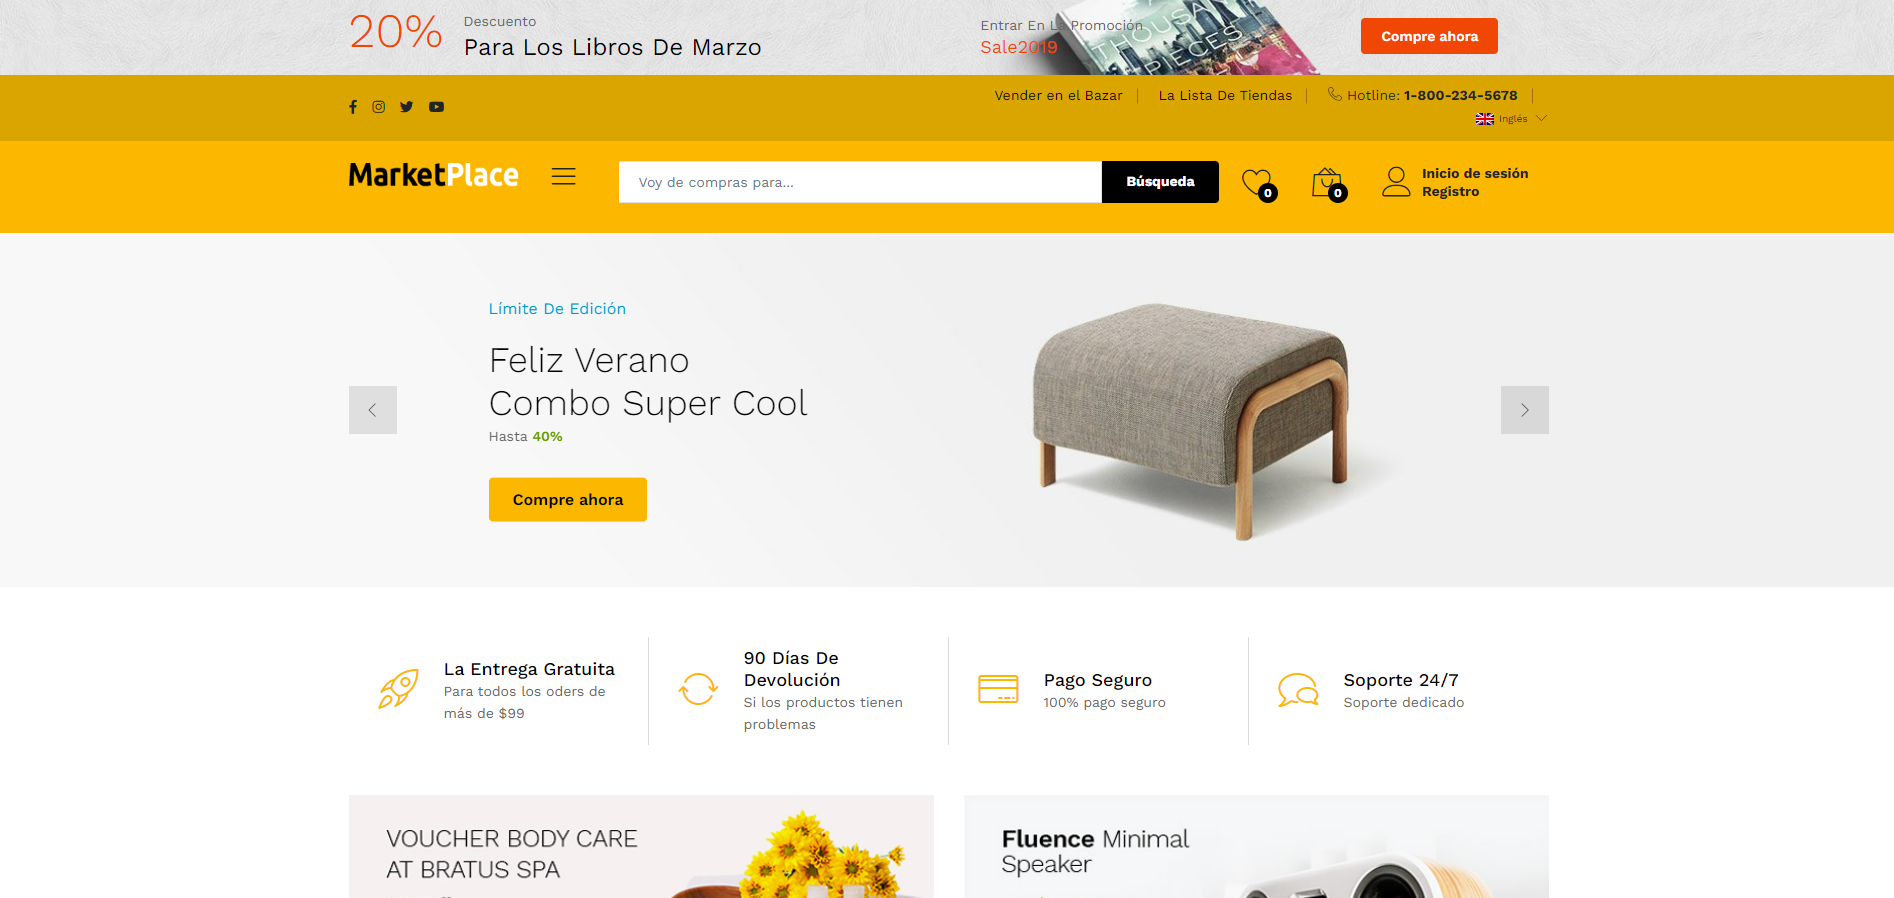 20%
Descuento
Para Los Libros De Marzo
Entrar En La Promoción
Sale2019
THOUSAN
PIECES
Compre ahora
Vender en el Bazar
La Lista De Tiendas
Hotline: 1-800-234-5678
Inglés
MarketPlace
Voy de compras para...
Búsqueda
0
0
Inicio de sesión
Registro
Límite De Edición
Feliz Verano
Combo Super Cool
Hasta 40%
Compre ahora
La Entrega Gratuita
Para todos los oders de
más de $99
90 Días De
Devolución
Si los productos tienen
problemas
Pago Seguro
100% pago seguro
Soporte 24/7
Soporte dedicado
VOUCHER BODY CARE
AT BRATUS SPA
Fluence Minimal
Speaker